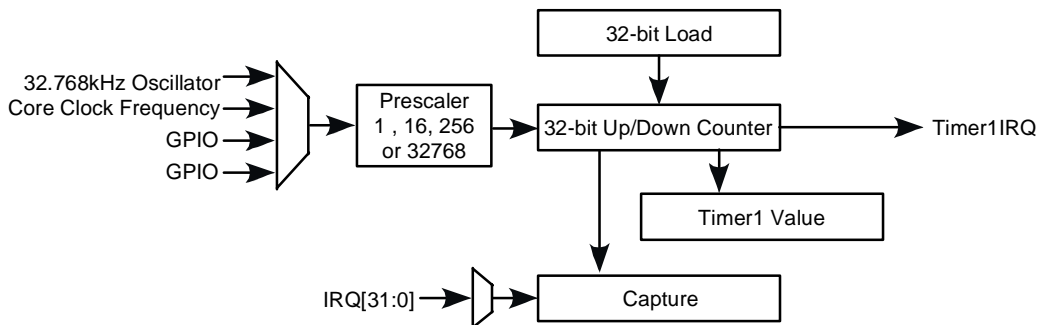 32-bit Load
32.768kHz Oscillator
Core Clock Frequency
GPIO
GPIO
Prescaler
1 , 16, 256
or 32768
32-bit Up/Down Counter
Timer1IRQ
Timer1 Value
IRQ[31:0]
Capture